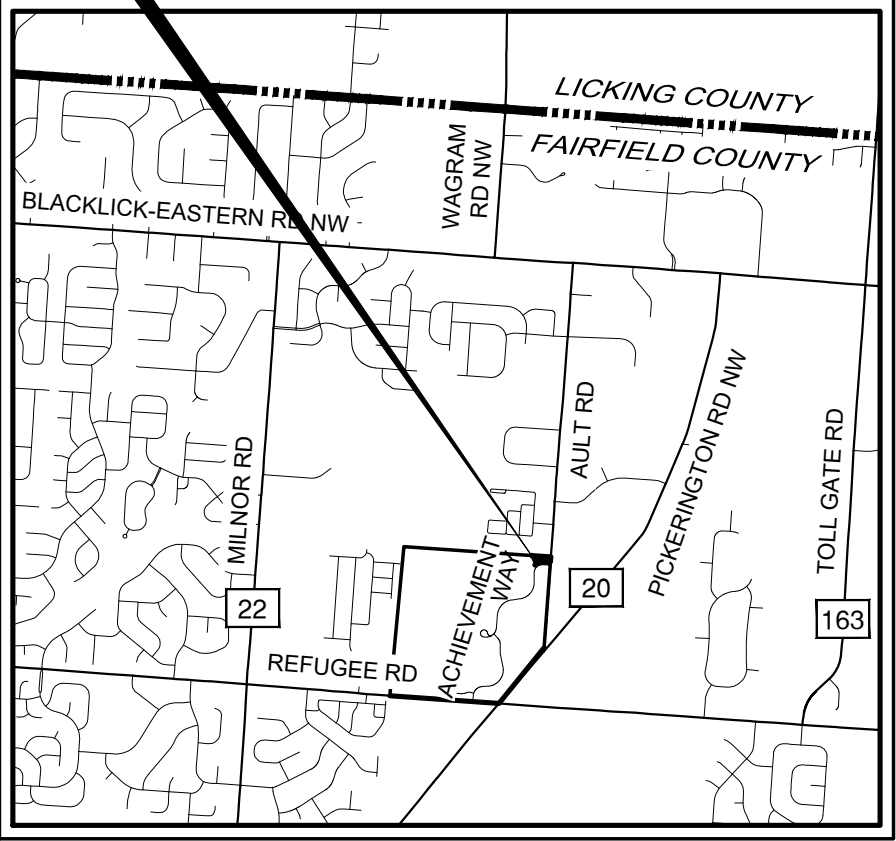 LICKING COUNTY
FAIRFIELD COUNTY
WAGRAM
RD NW
BLACKLICK-EASTERN RD NW
MILNOR RD
AULT RD
PICKERINGTON RD NW
TOLL GATE RD
ACHIEVEMENT
WAY
20
22
163
REFUGEE RD